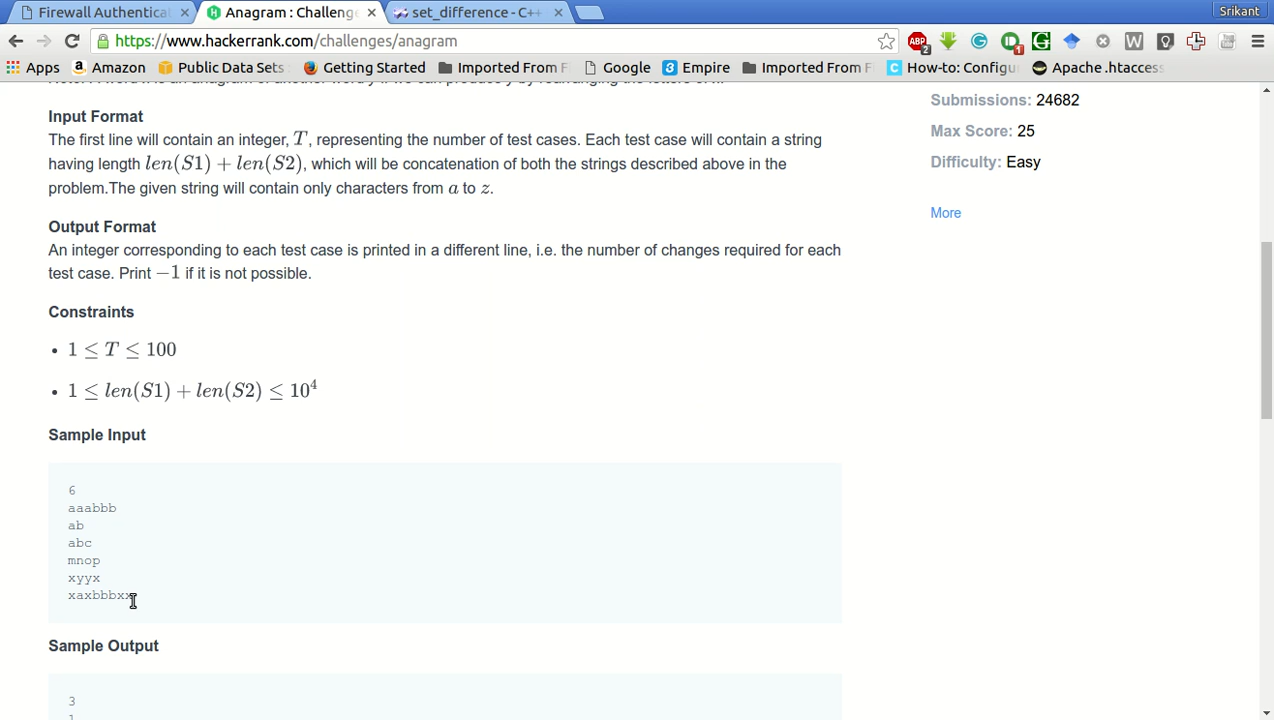 Firewall Authentica
Anagram : Challeng
set_difference - C++
Srikant
https://www.hackerrank.com/challenges/anagram
Apps
Amazon
Public Data Sets
Getting Started
Imported From F
Google
Empire
Imported From F
How-to: Configu
Apache .htaccess
Input Format
The first line will contain an integer, T, representing the number of test cases. Each test case will contain a string
having length len(S1) + len(S2), which will be concatenation of both the strings described above in the
problem.The given string will contain only characters from a to z.
Output Format
An integer corresponding to each test case is printed in a different line, i.e. the number of changes required for each
test case. Print −1 if it is not possible.
Constraints
• 1 ≤ T ≤ 100
• 1 ≤ len(S1) + len(S2) ≤ 10⁴
Sample Input
6
aaabbb
ab
abc
mnop
xyyx
xaxbbbxx
Sample Output
3
1
Submissions: 24682
Max Score: 25
Difficulty: Easy
More